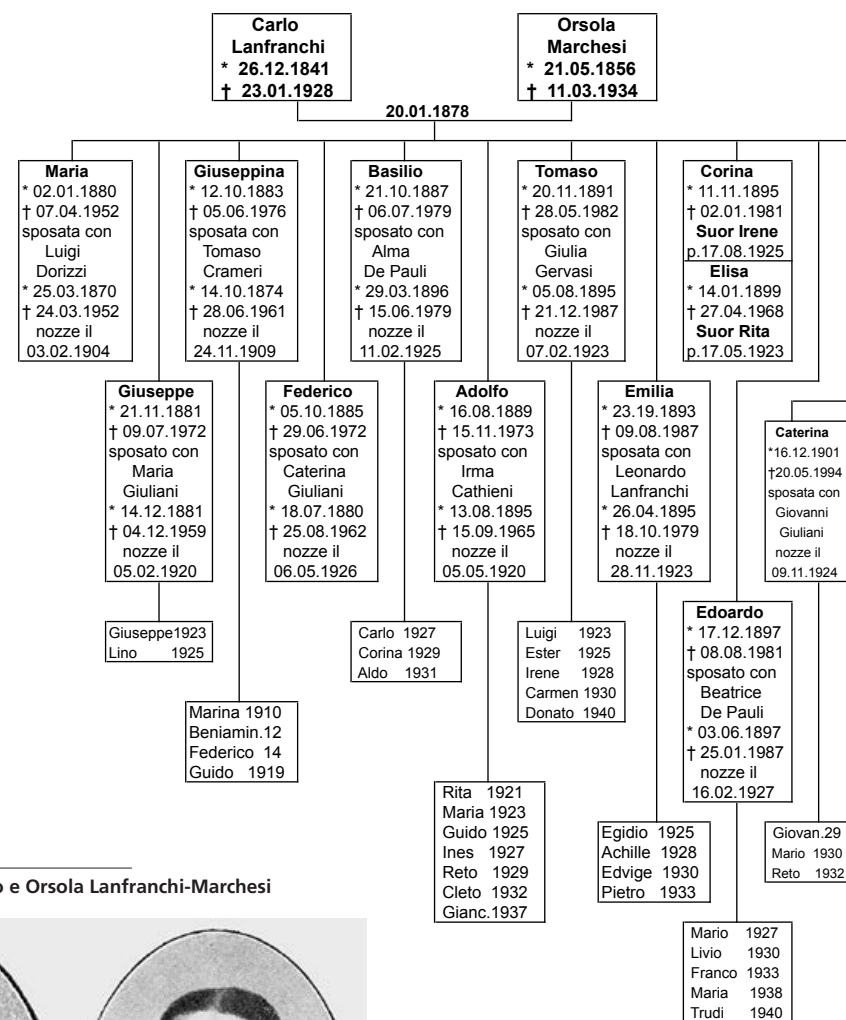 Carlo
Lanfranchi
* 26.12.1841
† 23.01.1928
Orsola
Marchesi
* 21.05.1856
† 11.03.1934
20.01.1878
Maria
* 02.01.1880
† 07.04.1952
sposata con
Luigi
Dorizzi
* 25.03.1870
† 24.03.1952
nozze il
03.02.1904
Giuseppina
* 12.10.1883
† 05.06.1976
sposata con
Tomaso
Crameri
* 14.10.1874
† 28.06.1961
nozze il
24.11.1909
Basilio
* 21.10.1887
† 06.07.1979
sposato con
Alma
De Pauli
* 29.03.1896
† 15.06.1979
nozze il
11.02.1925
Tomaso
* 20.11.1891
† 28.05.1982
sposato con
Giulia
Gervasi
* 05.08.1895
† 21.12.1987
nozze il
07.02.1923
Corina
* 11.11.1895
† 02.01.1981
Suor Irene
p.17.08.1925
Elisa
* 14.01.1899
† 27.04.1968
Suor Rita
p.17.05.1923
Giuseppe
* 21.11.1881
† 09.07.1972
sposato con
Maria
Giuliani
* 14.12.1881
† 04.12.1959
nozze il
05.02.1920
Federico
* 05.10.1885
† 29.06.1972
sposato con
Caterina
Giuliani
* 18.07.1880
† 25.08.1962
nozze il
06.05.1926
Adolfo
* 16.08.1889
† 15.11.1973
sposato con
Irma
Cathieni
* 13.08.1895
† 15.09.1965
nozze il
05.05.1920
Emilia
* 23.19.1893
† 09.08.1987
sposata con
Leonardo
Lanfranchi
* 26.04.1895
† 18.10.1979
nozze il
28.11.1923
Caterina
*16.12.1901
†20.05.1994
sposata con
Giovanni
Giuliani
nozze il
09.11.1924
Edoardo
* 17.12.1897
† 08.08.1981
sposato con
Beatrice
De Pauli
* 03.06.1897
† 25.01.1987
nozze il
16.02.1927
Giuseppe1923
Lino 1925
Marina 1910
Beniamin.12
Federico 14
Guido 1919
Carlo 1927
Corina 1929
Aldo 1931
Rita 1921
Maria 1923
Guido 1925
Ines 1927
Reto 1929
Cleto 1932
Gianc.1937
Luigi 1923
Ester 1925
Irene 1928
Carmen 1930
Donato 1940
Egidio 1925
Achille 1928
Edvige 1930
Pietro 1933
Giovan.29
Mario 1930
Reto 1932
Mario 1927
Livio 1930
Franco 1933
Maria 1938
Trudi 1940
o e Orsola Lanfranchi-Marchesi